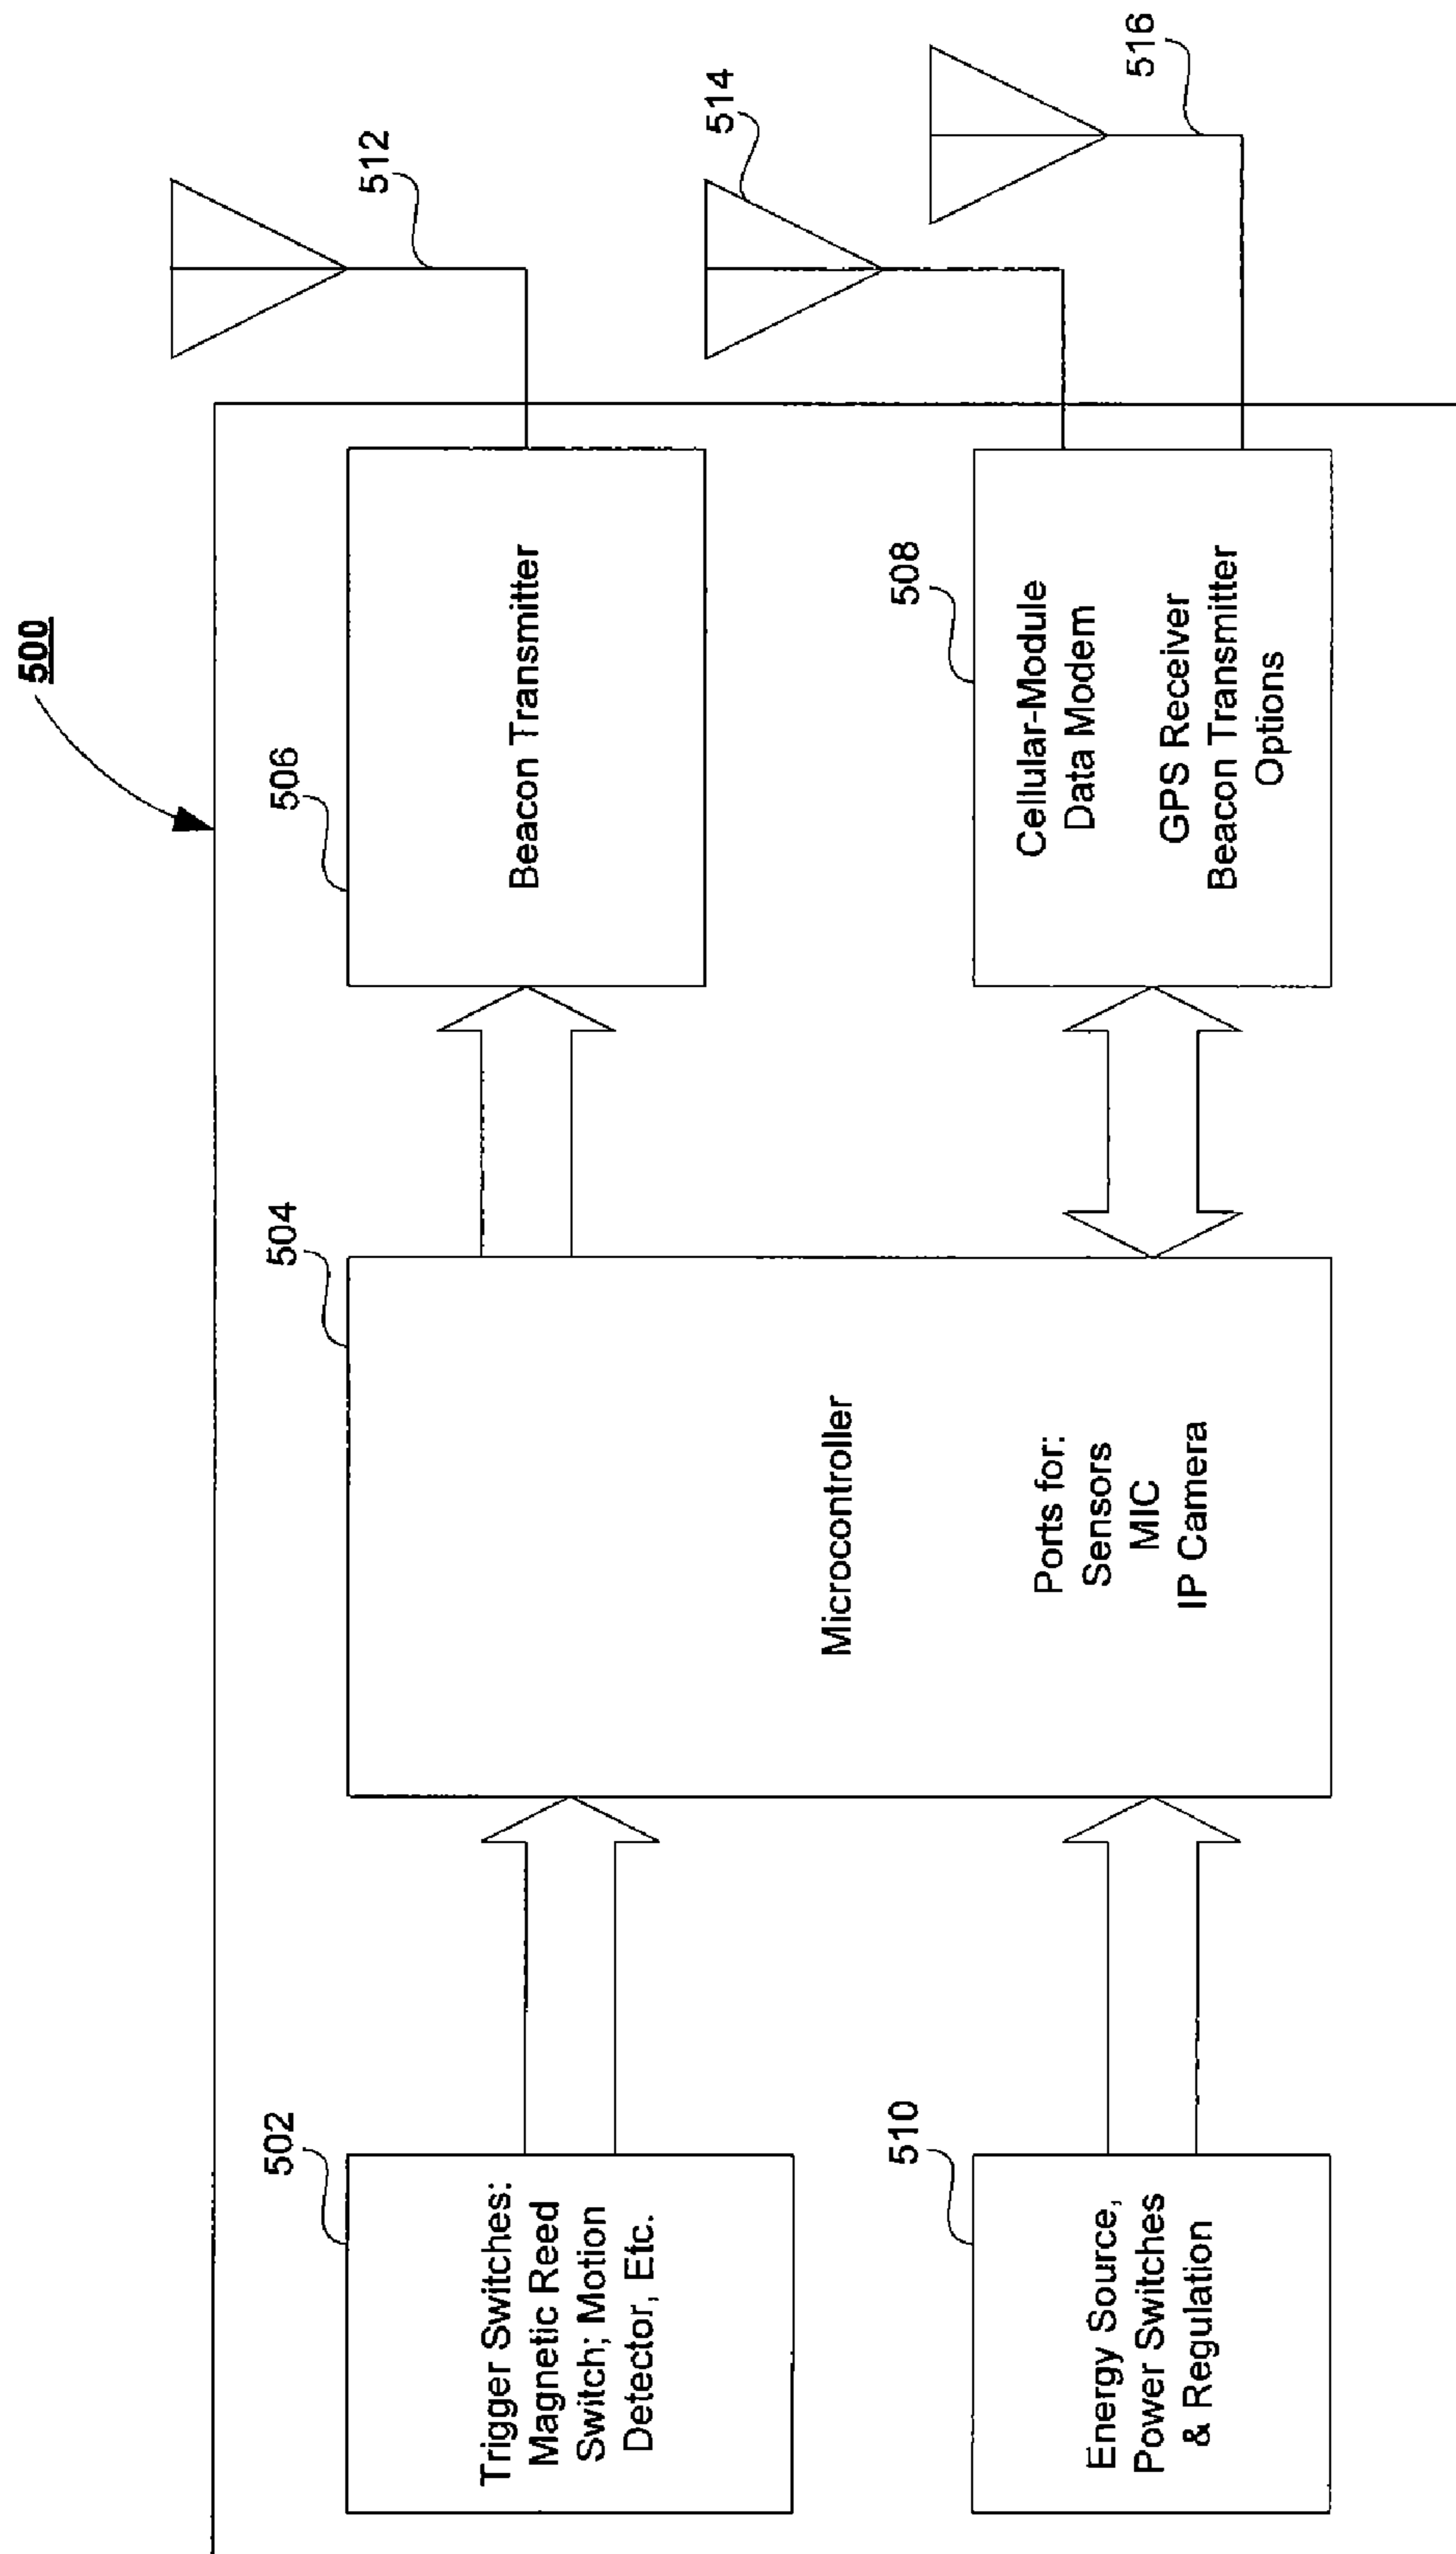 500
502
Trigger Switches:
Magnetic Reed
Switch; Motion
Detector, Etc.
504
Microcontroller
Ports for:
Sensors
MIC
IP Camera
506
Beacon Transmitter
512
510
Energy Source,
Power Switches
& Regulation
508
Cellular-Module
Data Modem
GPS Receiver
Beacon Transmitter
Options
514
516